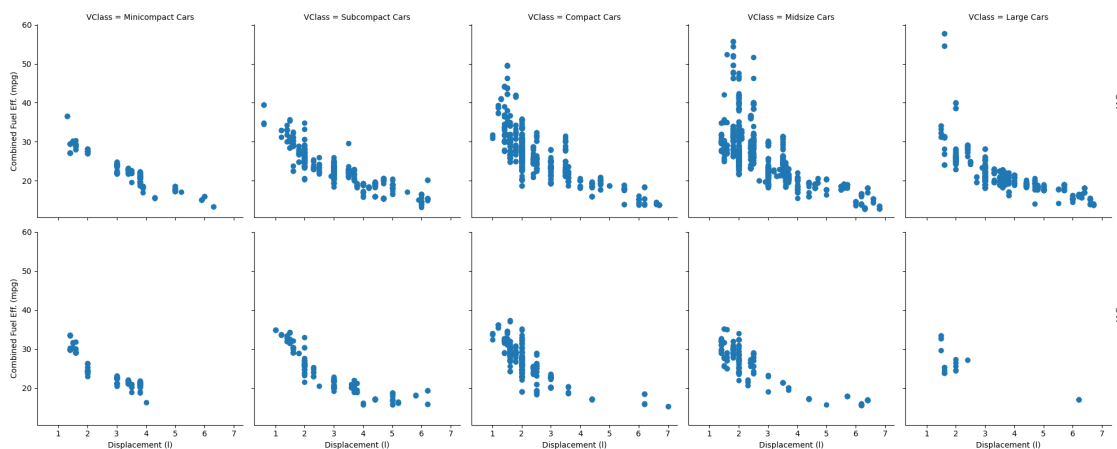 VClass = Minicompact Cars
VClass = Subcompact Cars
VClass = Compact Cars
VClass = Midsize Cars
VClass = Large Cars
60
50
40
30
20
Combined Fuel Eff. (mpg)
60
50
40
30
20
Combined Fuel Eff. (mpg)
1 2 3 4 5 6 7
1 2 3 4 5 6 7
1 2 3 4 5 6 7
1 2 3 4 5 6 7
1 2 3 4 5 6 7
Displacement (l)
Displacement (l)
Displacement (l)
Displacement (l)
Displacement (l)